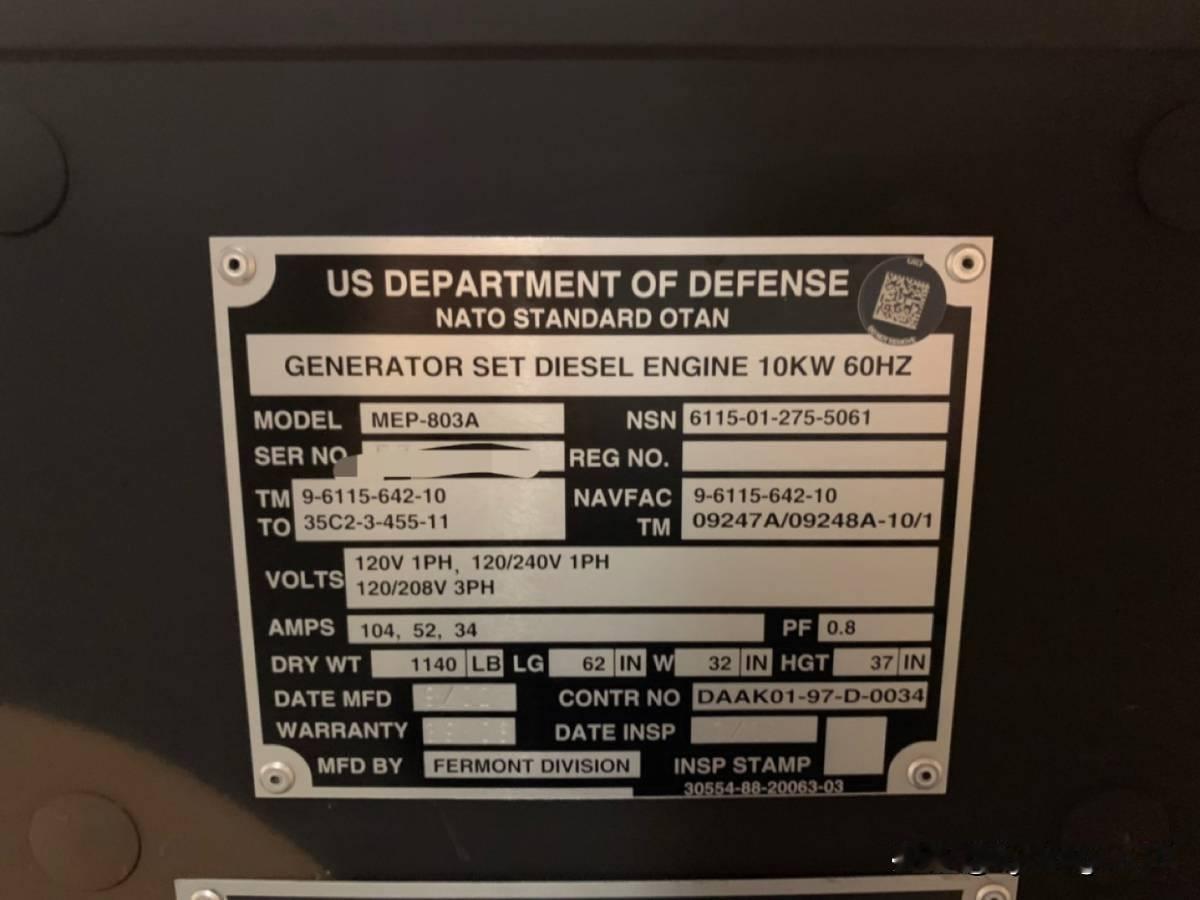 US DEPARTMENT OF DEFENSE
NATO STANDARD OTAN
GENERATOR SET DIESEL ENGINE 10KW 60HZ
MODEL MEP-803A NSN 6115-01-275-5061
SER NO REG NO.
TM 9-6115-642-10 NAVFAC 9-6115-642-10
TO 35C2-3-455-11 TM 09247A/09248A-10/1
VOLTS 120V 1PH, 120/240V 1PH
120/208V 3PH
AMPS 104, 52, 34 PF 0.8
DRY WT 1140 LB LG 62 IN W 32 IN HGT 37 IN
DATE MFD CONTR NO DAAK01-97-D-0034
WARRANTY DATE INSP
MFD BY FERMONT DIVISION INSP STAMP
30554-88-20063-03